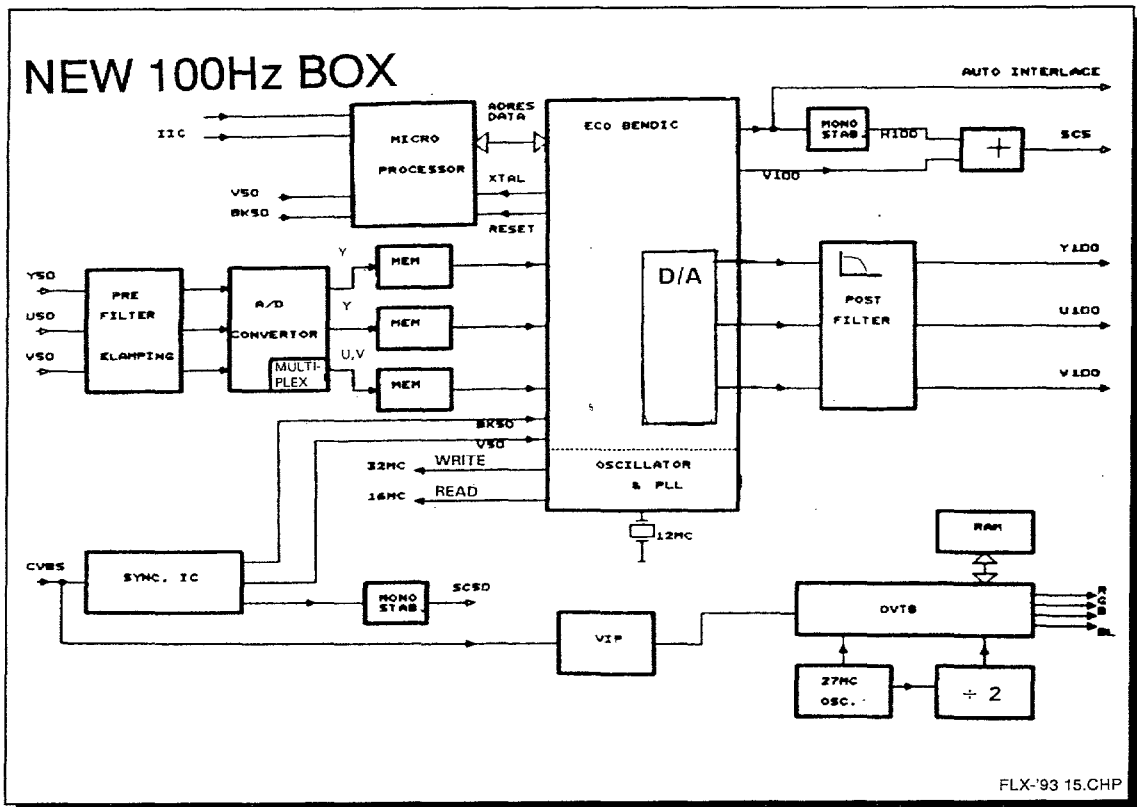 NEW 100Hz BOX
AUTO INTERLACE
ADRES
DATA
ECO BENDIC
IIC
MICRO
PROCESSOR
MONO
STAB.
H100
+
SCS
V100
XTAL
V50
BK50
RESET
Y50
U50
V50
PRE
FILTER
CLAMPING
A/D
CONVERTOR
MULTI-
PLEX
Y
MEM
Y
MEM
U,V
MEM
D/A
POST
FILTER
Y100
U100
V100
BK50
V50
32MC
WRITE
16MC
READ
OSCILLATOR
& PLL
12MC
RAM
CVBS
SYNC. IC
MONO
STAB.
SC50
VIP
DVTB
R
G
B
BL
27MC
OSC.
÷ 2
FLX-'93 15.CHP